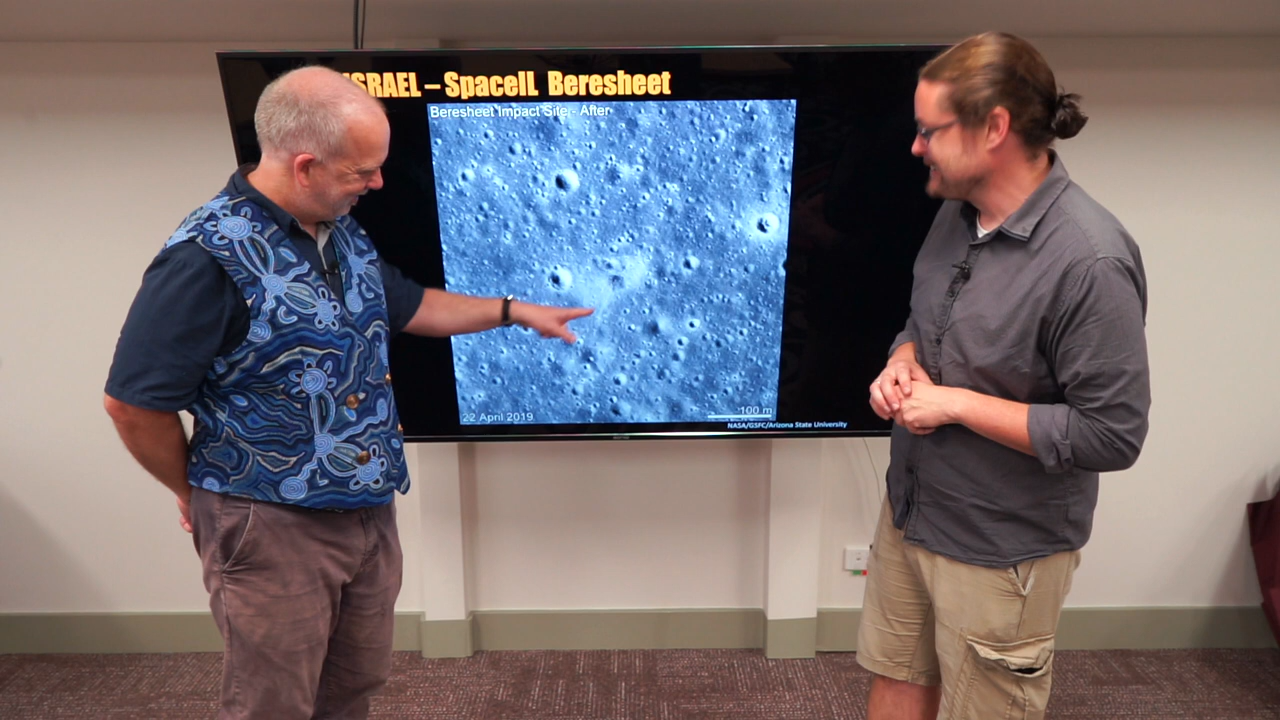 ISRAEL – SpaceIL Beresheet
Beresheet Impact Site - After
22 April 2019
100 m
NASA/GSFC/Arizona State University